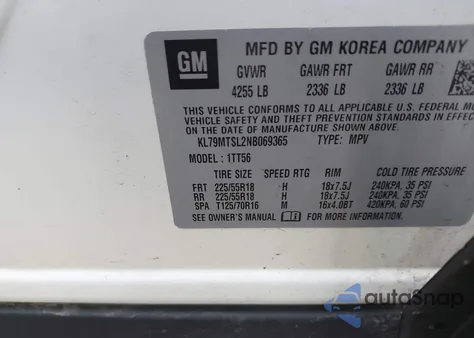 GM
MFD BY GM KOREA COMPANY
GVWR GAWR FRT GAWR RR
4255 LB 2336 LB 2336 LB
THIS VEHICLE CONFORMS TO ALL APPLICABLE U.S. FEDERAL
VEHICLE SAFETY AND THEFT PREVENTION STANDARDS IN EFFECT ON
THE DATE OF MANUFACTURE SHOWN ABOVE.
KL79MTSL2NB069365 TYPE: MPV
MODEL: 1TT56
TIRE SIZE SPEED RTG RIM COLD TIRE PRESSURE
FRT 225/55R18 H 18x7.5J 240KPA, 35 PSI
RR 225/55R18 H 18x7.5J 240KPA, 35 PSI
SPA T125/70R16 M 16x4.0BT 420KPA, 60 PSI
SEE OWNER'S MANUAL FOR MORE INFORMATION.
autoSnap